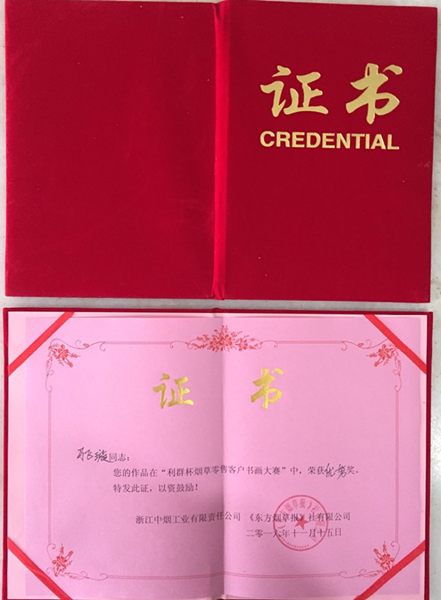 证书
CREDENTIAL
证 书
璇同志:
您的作品在“利群杯烟草零售客户书画大赛”中,荣获优秀奖。
特发此证,以资鼓励!
浙江中烟工业有限责任公司 《东方烟草报》社有限公司
二零一八年十一月十五日